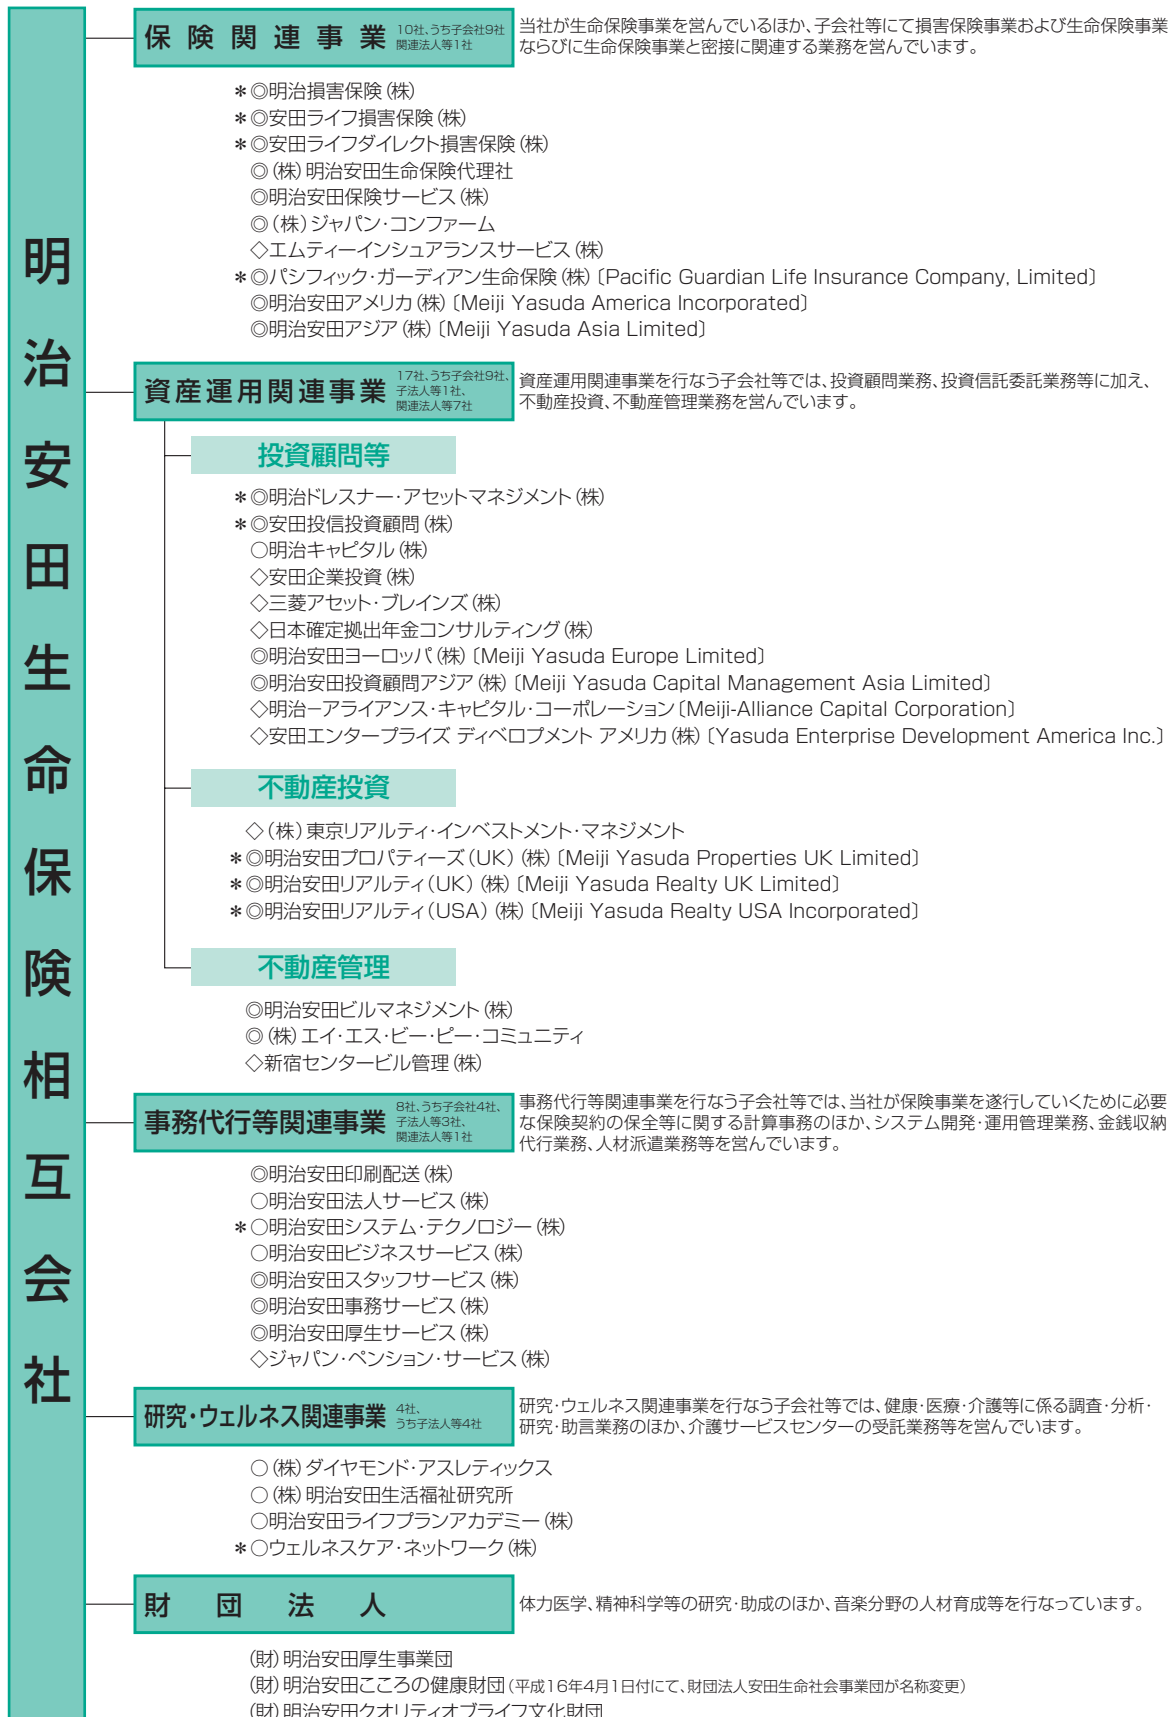 明治安田生命保険相互会社
保険関連事業
10社、うち子会社9社
関連法人等1社
当社が生命保険事業を営んでいるほか、子会社等にて損害保険事業および生命保険事業
ならびに生命保険事業と密接に関連する業務を営んでいます。
＊◎明治損害保険(株)
＊◎安田ライフ損害保険(株)
＊◎安田ライフダイレクト損害保険(株)
◎(株)明治安田生命保険代理社
◎明治安田保険サービス(株)
◎(株)ジャパン・コンファーム
◇エムティーインシュアランスサービス(株)
＊◎パシフィック・ガーディアン生命保険(株)〔Pacific Guardian Life Insurance Company, Limited〕
◎明治安田アメリカ(株)〔Meiji Yasuda America Incorporated〕
◎明治安田アジア(株)〔Meiji Yasuda Asia Limited〕
資産運用関連事業
17社、うち子会社9社、
子法人等1社、
関連法人等7社
資産運用関連事業を行なう子会社等では、投資顧問業務、投資信託委託業務等に加え、
不動産投資、不動産管理業務を営んでいます。
投資顧問等
＊◎明治ドレスナー・アセットマネジメント(株)
＊◎安田投信投資顧問(株)
○明治キャピタル(株)
◇安田企業投資(株)
◇三菱アセット・ブレインズ(株)
◇日本確定拠出年金コンサルティング(株)
◎明治安田ヨーロッパ(株)〔Meiji Yasuda Europe Limited〕
◎明治安田投資顧問アジア(株)〔Meiji Yasuda Capital Management Asia Limited〕
◇明治−アライアンス・キャピタル・コーポレーション〔Meiji-Alliance Capital Corporation〕
◇安田エンタープライズ ディベロプメント アメリカ(株)〔Yasuda Enterprise Development America Inc.〕
不動産投資
◇(株)東京リアルティ・インベストメント・マネジメント
＊◎明治安田プロパティーズ(UK)(株)〔Meiji Yasuda Properties UK Limited〕
＊◎明治安田リアルティ(UK)(株)〔Meiji Yasuda Realty UK Limited〕
＊◎明治安田リアルティ(USA)(株)〔Meiji Yasuda Realty USA Incorporated〕
不動産管理
◎明治安田ビルマネジメント(株)
◎(株)エイ・エス・ビー・ピー・コミュニティ
◇新宿センタービル管理(株)
事務代行等関連事業
8社、うち子会社4社、
子法人等3社、
関連法人等1社
事務代行等関連事業を行なう子会社等では、当社が保険事業を遂行していくために必要
な保険契約の保全等に関する計算事務のほか、システム開発・運用管理業務、金銭収納
代行業務、人材派遣業務等を営んでいます。
◎明治安田印刷配送(株)
○明治安田法人サービス(株)
＊○明治安田システム・テクノロジー(株)
○明治安田ビジネスサービス(株)
◎明治安田スタッフサービス(株)
◎明治安田事務サービス(株)
◎明治安田厚生サービス(株)
◇ジャパン・ペンション・サービス(株)
研究・ウェルネス関連事業
4社、
うち子法人等4社
研究・ウェルネス関連事業を行なう子会社等では、健康・医療・介護等に係る調査・分析・
研究・助言業務のほか、介護サービスセンターの受託業務等を営んでいます。
○(株)ダイヤモンド・アスレティックス
○(株)明治安田生活福祉研究所
○明治安田ライフプランアカデミー(株)
＊○ウェルネスケア・ネットワーク(株)
財団法人
体力医学、精神科学等の研究・助成のほか、音楽分野の人材育成等を行なっています。
(財)明治安田厚生事業団
(財)明治安田こころの健康財団(平成16年4月1日付にて、財団法人安田生命社会事業団が名称変更)
(財)明治安田クオリティオブライフ文化財団